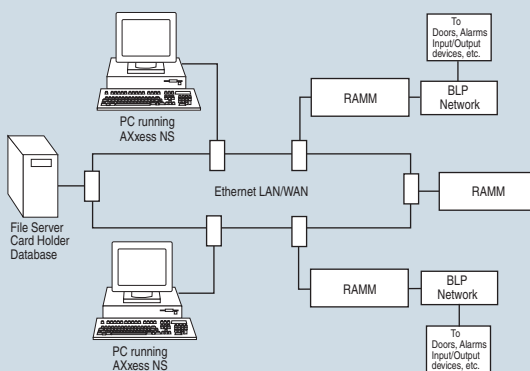 To
Doors, Alarms
Input/Output
devices, etc.
RAMM
BLP
Network
PC running
AXxess NS
Ethernet LAN/WAN
RAMM
File Server
Card Holder
Database
RAMM
BLP
Network
To
Doors, Alarms
Input/Output
devices, etc.
PC running
AXxess NS